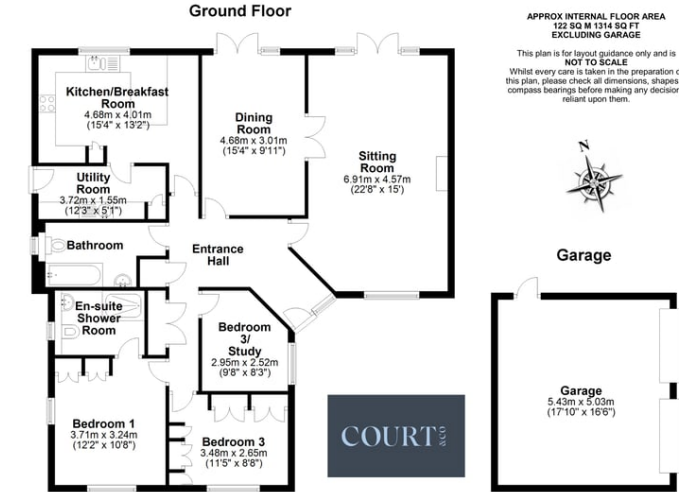 Ground Floor
APPROX INTERNAL FLOOR AREA
122 SQ M 1314 SQ FT
EXCLUDING GARAGE
This plan is for layout guidance only and is
NOT TO SCALE
Whilst every care is taken in the preparation o
this plan, please check all dimensions, shapes
compass bearings before making any decision
reliant upon them.
N
Kitchen/Breakfast
Room
4.68m x 4.01m
(15'4" x 13'2")
Dining
Room
4.68m x 3.01m
(15'4" x 9'11")
Sitting
Room
6.91m x 4.57m
(22'8" x 15')
Utility
Room
3.72m x 1.55m
(12'3" x 5'1")
Bathroom
Entrance
Hall
En-suite
Shower
Room
Bedroom
3/
Study
2.95m x 2.52m
(9'8" x 8'3")
Bedroom 1
3.71m x 3.24m
(12'2" x 10'8")
Bedroom 3
3.48m x 2.65m
(11'5" x 8'8")
COURT
&CO
Garage
Garage
5.43m x 5.03m
(17'10" x 16'6")